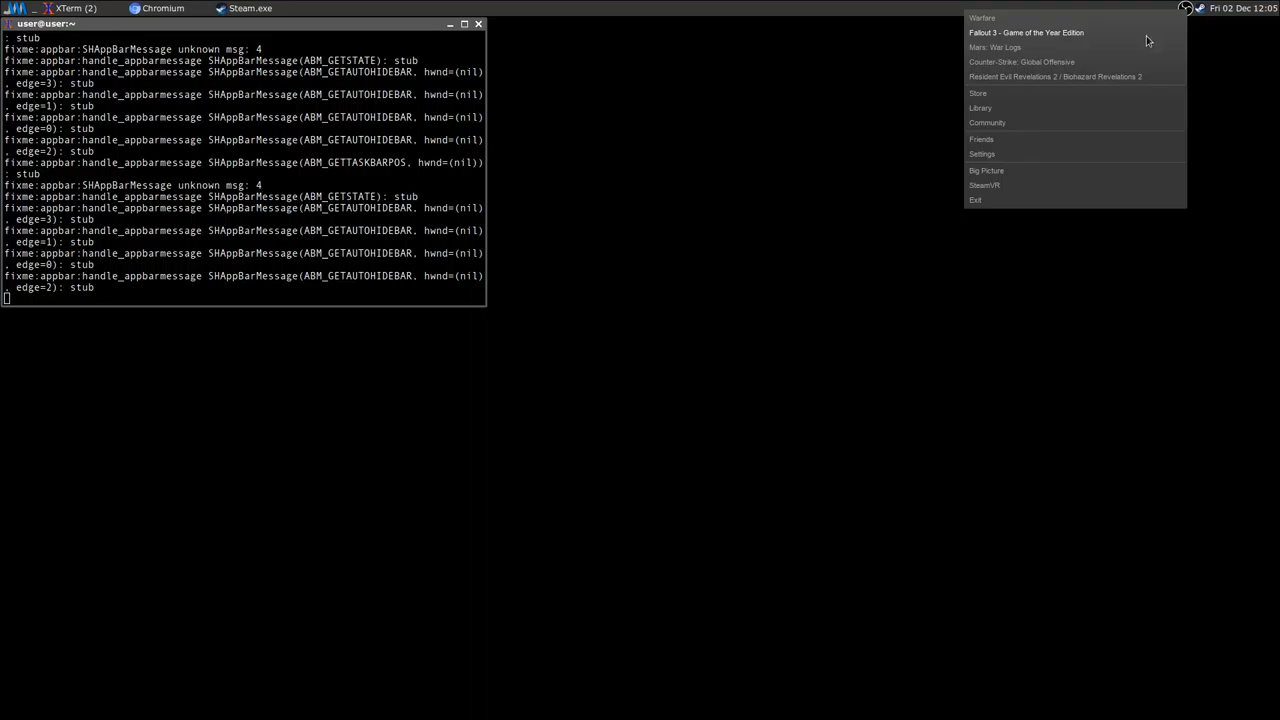 _ XTerm (2) Chromium Steam.exe Fri 02 Dec 12:05
user@user:~
: stub
fixme:appbar:SHAppBarMessage unknown msg: 4
fixme:appbar:handle_appbarmessage SHAppBarMessage(ABM_GETSTATE): stub
fixme:appbar:handle_appbarmessage SHAppBarMessage(ABM_GETAUTOHIDEBAR, hwnd=(nil)
, edge=3): stub
fixme:appbar:handle_appbarmessage SHAppBarMessage(ABM_GETAUTOHIDEBAR, hwnd=(nil)
, edge=1): stub
fixme:appbar:handle_appbarmessage SHAppBarMessage(ABM_GETAUTOHIDEBAR, hwnd=(nil)
, edge=0): stub
fixme:appbar:handle_appbarmessage SHAppBarMessage(ABM_GETAUTOHIDEBAR, hwnd=(nil)
, edge=2): stub
fixme:appbar:handle_appbarmessage SHAppBarMessage(ABM_GETTASKBARPOS, hwnd=(nil))
: stub
fixme:appbar:SHAppBarMessage unknown msg: 4
fixme:appbar:handle_appbarmessage SHAppBarMessage(ABM_GETSTATE): stub
fixme:appbar:handle_appbarmessage SHAppBarMessage(ABM_GETAUTOHIDEBAR, hwnd=(nil)
, edge=3): stub
fixme:appbar:handle_appbarmessage SHAppBarMessage(ABM_GETAUTOHIDEBAR, hwnd=(nil)
, edge=1): stub
fixme:appbar:handle_appbarmessage SHAppBarMessage(ABM_GETAUTOHIDEBAR, hwnd=(nil)
, edge=0): stub
fixme:appbar:handle_appbarmessage SHAppBarMessage(ABM_GETAUTOHIDEBAR, hwnd=(nil)
, edge=2): stub
Warfare
Fallout 3 - Game of the Year Edition
Mars: War Logs
Counter-Strike: Global Offensive
Resident Evil Revelations 2 / Biohazard Revelations 2
Store
Library
Community
Friends
Settings
Big Picture
SteamVR
Exit